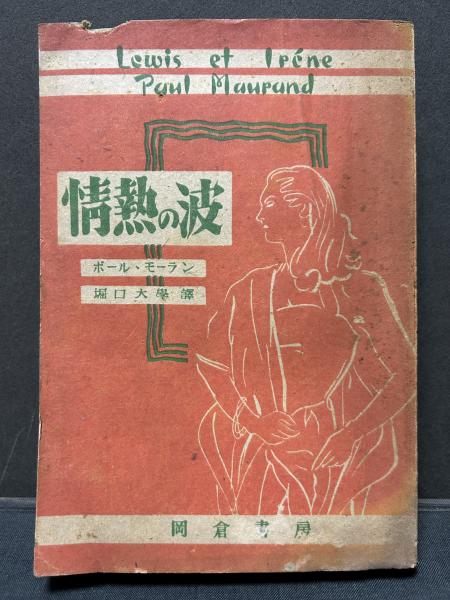 Lewis et Iréne
Paul Maurand
情熱の波
ポール・モーラン
堀口大學譯
岡倉書房